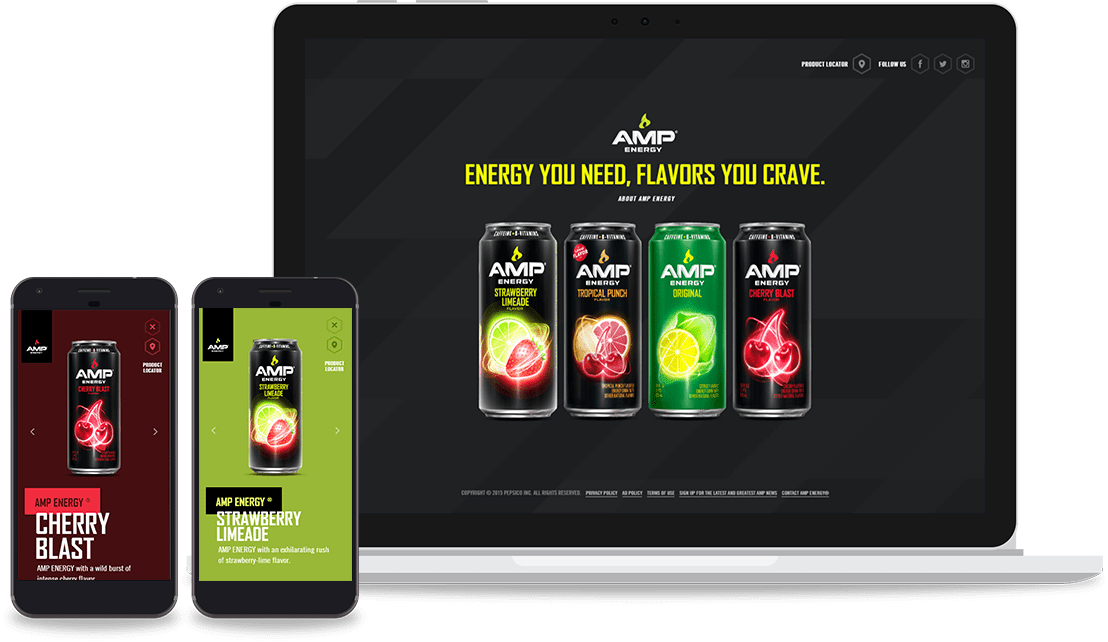 PRODUCT LOCATOR
FOLLOW US
AMP
ENERGY
ENERGY YOU NEED, FLAVORS YOU CRAVE.
ABOUT AMP ENERGY
CAFFEINE + B-VITAMINS
AMP
ENERGY
STRAWBERRY
LIMEADE
FLAVOR
CAFFEINE + B-VITAMINS
FLAVOR
AMP
ENERGY
TROPICAL PUNCH
FLAVOR
CAFFEINE + B-VITAMINS
AMP
ENERGY
ORIGINAL
CAFFEINE + B-VITAMINS
AMP
ENERGY
CHERRY BLAST
FLAVOR
COPYRIGHT © 2015 PEPSICO INC. ALL RIGHTS RESERVED. PRIVACY POLICY AD POLICY TERMS OF USE SIGN UP FOR THE LATEST AND GREATEST AMP NEWS CONTACT AMP ENERGY®
AMP
ENERGY
PRODUCT
LOCATOR
CAFFEINE + B-VITAMINS
AMP
ENERGY
CHERRY BLAST
AMP ENERGY ®
CHERRY
BLAST
AMP ENERGY with a wild burst of
intense cherry flavor.
AMP
ENERGY
PRODUCT
LOCATOR
CAFFEINE + B-VITAMINS
AMP
ENERGY
STRAWBERRY
LIMEADE
AMP ENERGY ®
STRAWBERRY
LIMEADE
AMP ENERGY with an exhilarating rush
of strawberry-lime flavor.